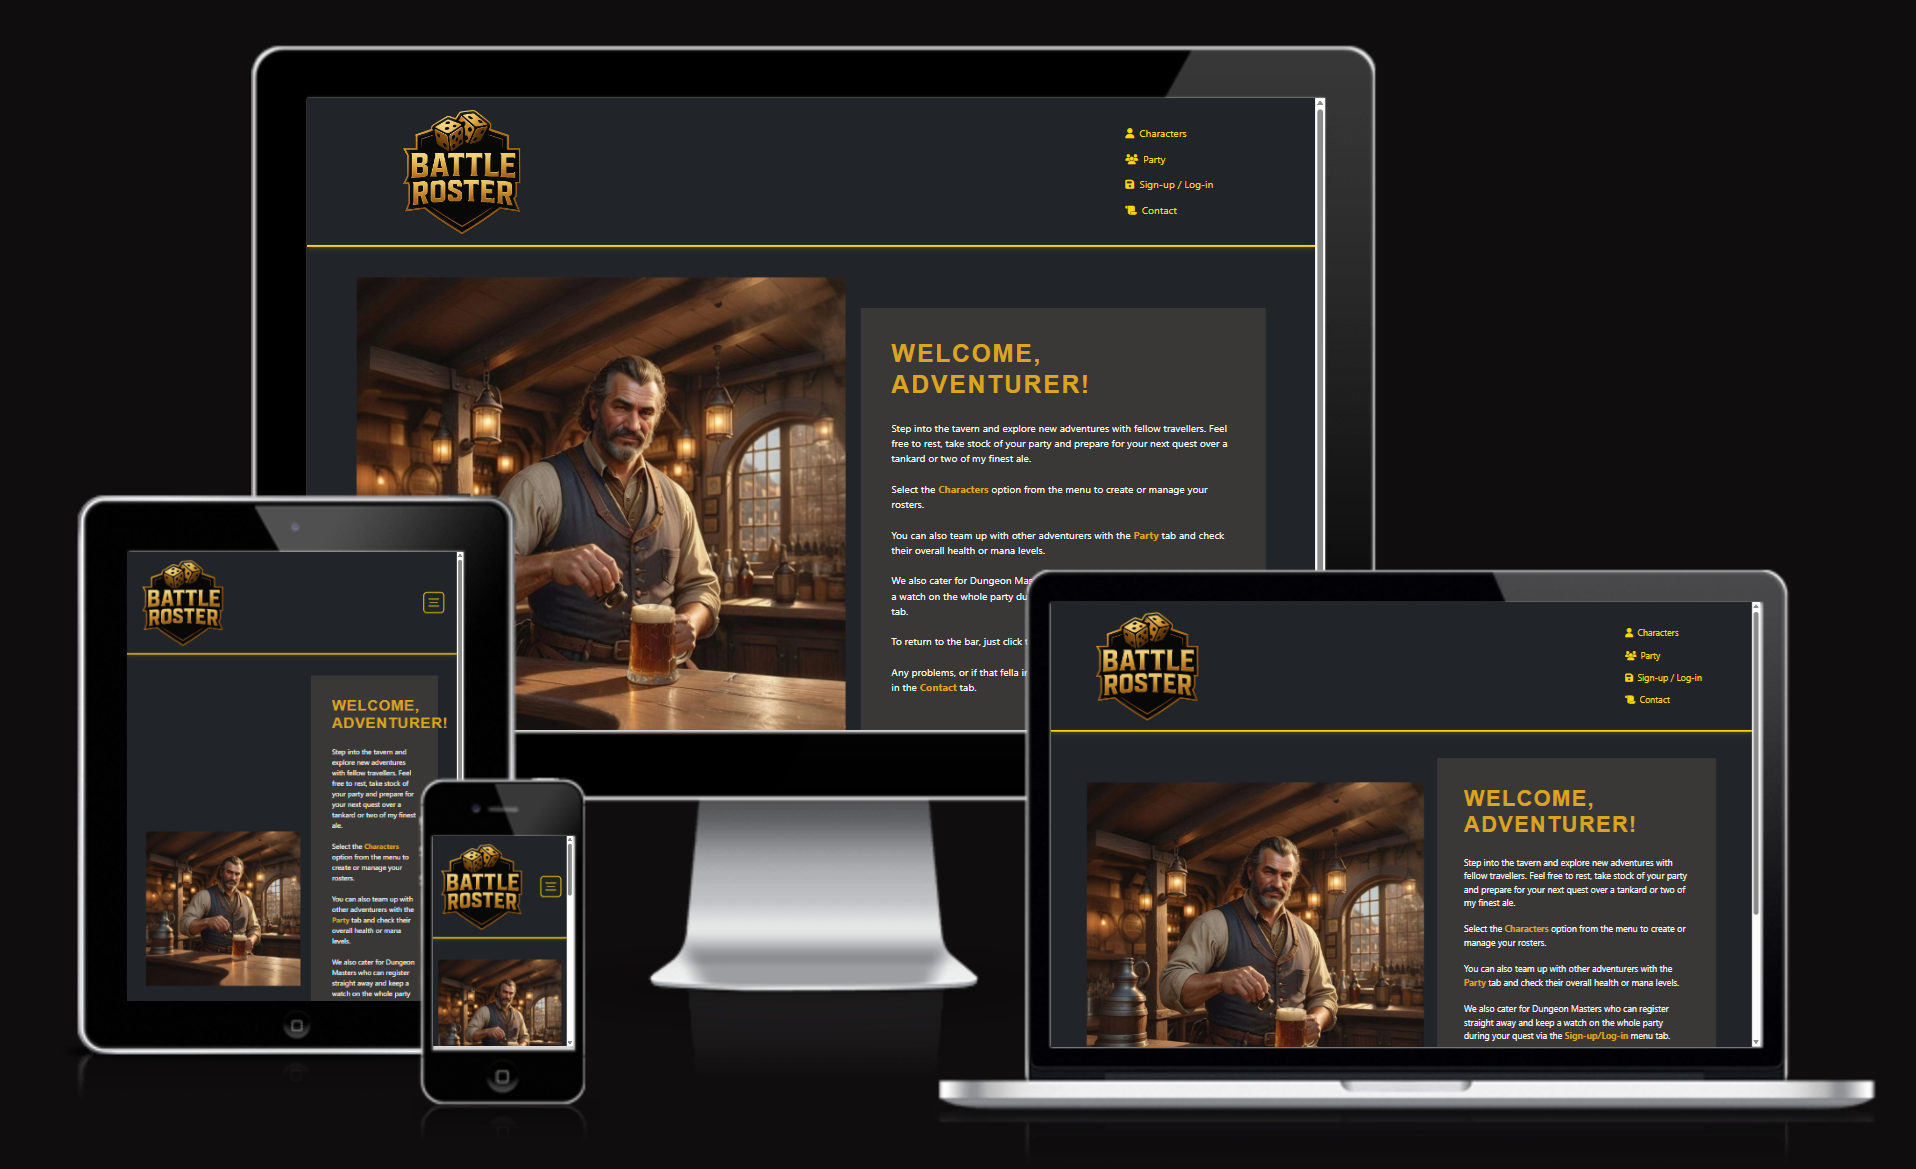 BATTLE
ROSTER
Characters
Party
Sign-up / Log-in
Contact
WELCOME,
ADVENTURER!
Step into the tavern and explore new adventures with fellow travellers. Feel
free to rest, take stock of your party and prepare for your next quest over a
tankard or two of my finest ale.
Select the Characters option from the menu to create or manage your
rosters.
You can also team up with other adventurers with the Party tab and check
their overall health or mana levels.
We also cater for Dungeon Mas
a watch on the whole party du
tab.
To return to the bar, just click
Any problems, or if that fella in
in the Contact tab.
BATTLE
ROSTER
WELCOME,
ADVENTURER!
Step into the tavern and
explore new adventures
with fellow travellers. Feel
free to rest, take stock of
your party and prepare for
your next quest over a
tankard or two of my finest
ale.
Select the Characters
option from the menu to
create or manage your
rosters.
You can also team up with
other adventurers with the
Party tab and check their
overall health or mana
levels.
We also cater for Dungeon
Masters who can register
straight away and keep a
watch on the whole party
BATTLE
ROSTER
BATTLE
ROSTER
Characters
Party
Sign-up / Log-in
Contact
WELCOME,
ADVENTURER!
Step into the tavern and explore new adventures with
fellow travellers. Feel free to rest, take stock of your party
and prepare for your next quest over a tankard or two of
my finest ale.
Select the Characters option from the menu to create or
manage your rosters.
You can also team up with other adventurers with the
Party tab and check their overall health or mana levels.
We also cater for Dungeon Masters who can register
straight away and keep a watch on the whole party
during your quest via the Sign-up/Log-in menu tab.